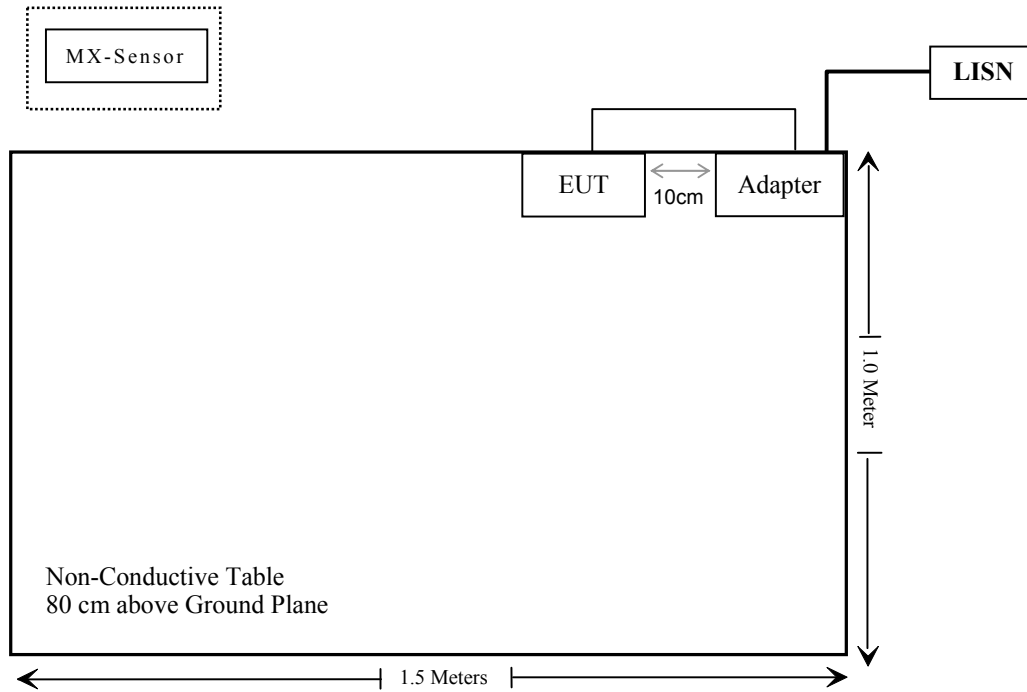 MX-Sensor
LISN
EUT
10cm
Adapter
1.0 Meter
Non-Conductive Table
80 cm above Ground Plane
1.5 Meters